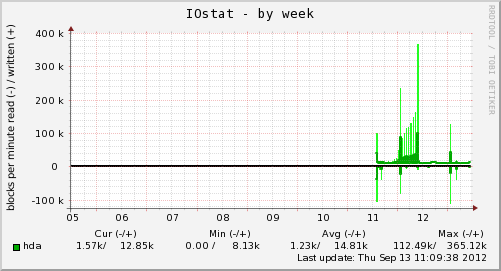 IOstat - by week
RRDTOOL / TOBI OETIKER
blocks per minute read (-) / written (+)
400 k
300 k
200 k
100 k
0
-100 k
05 06 07 08 09 10 11 12
Cur (-/+) Min (-/+) Avg (-/+) Max (-/+)
hda 1.57k/ 12.85k 0.00 / 8.13k 1.23k/ 14.81k 112.49k/ 365.12k
Last update: Thu Sep 13 11:09:38 2012